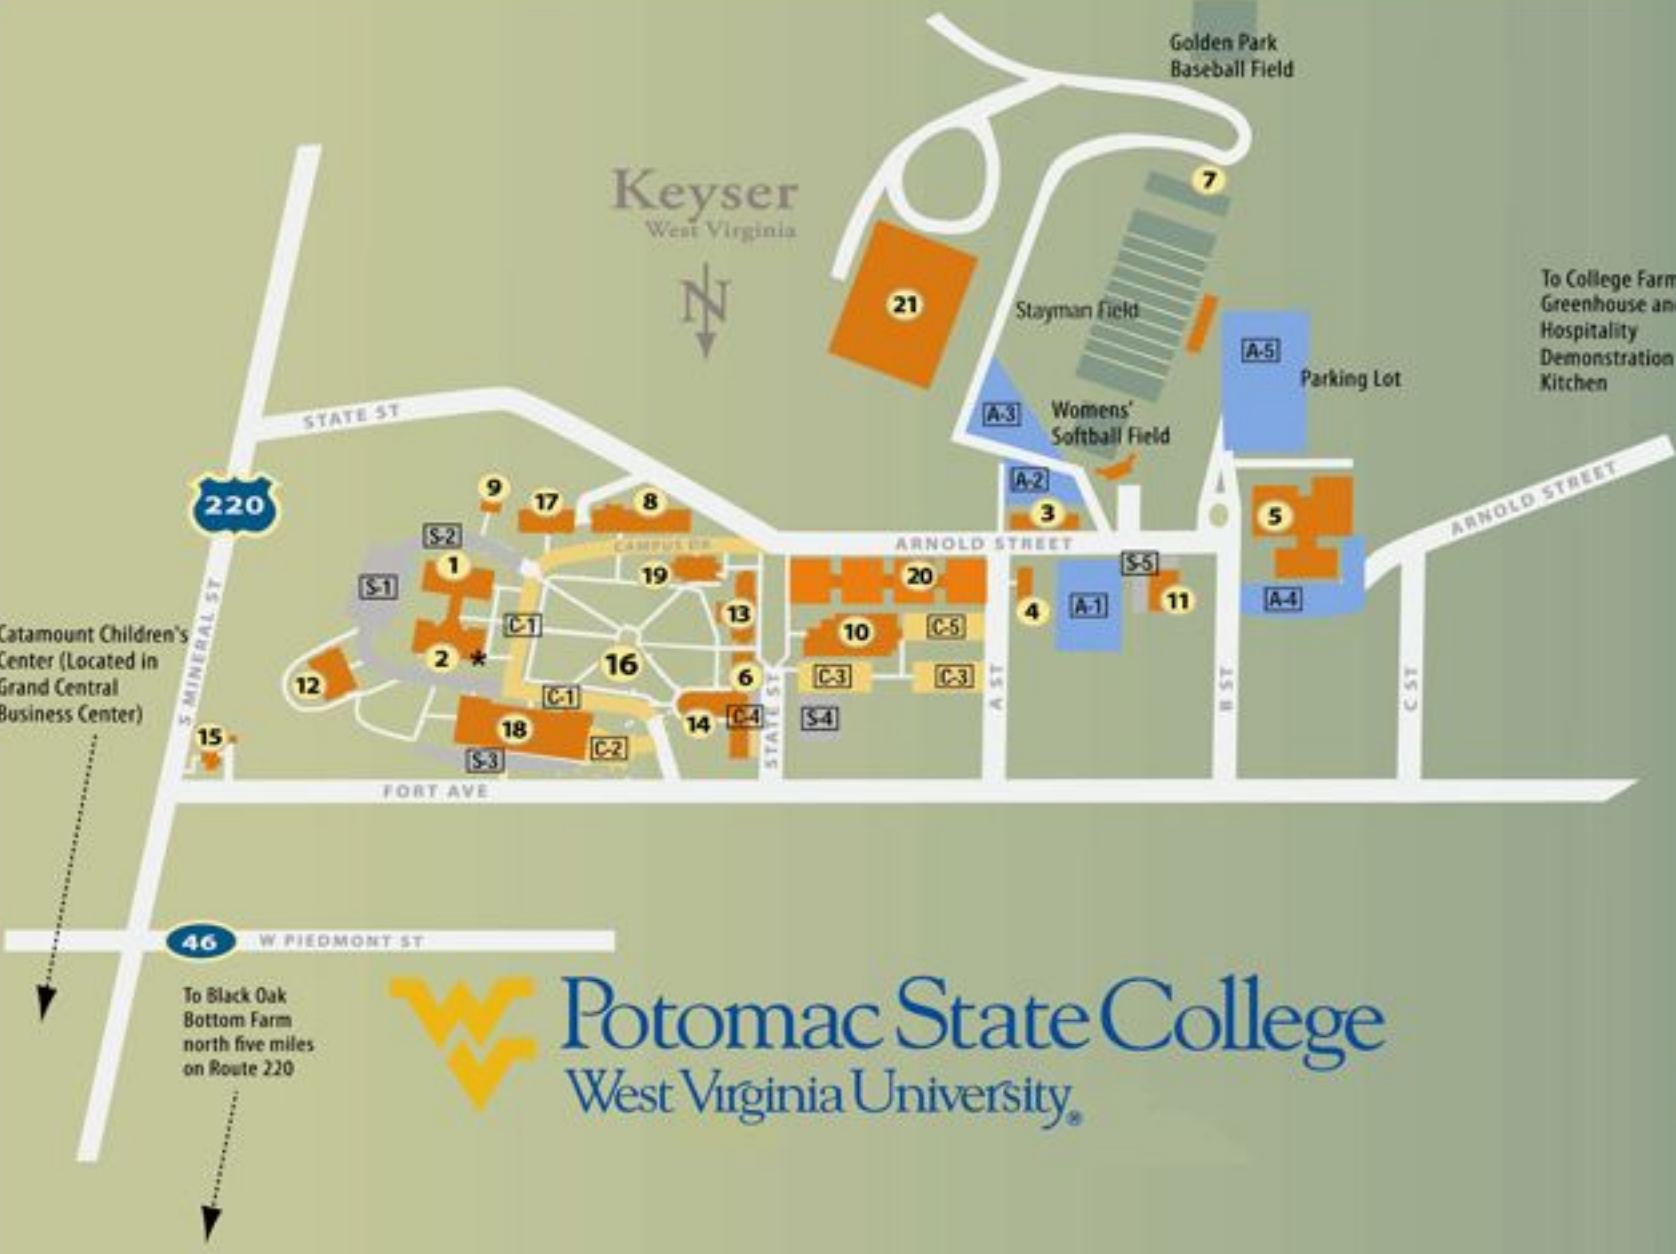 Golden Park
Baseball Field
Keyser
West Virginia
N
7
21
Stayman Field
To College Farm
Greenhouse an
Hospitality
Demonstration
Kitchen
A-5
Parking Lot
A-3
Womens'
Softball Field
STATE ST
220
9
17
8
A-2
3
5
ARNOLD STREET
S-2
CAMPUS DR
ARNOLD STREET
1
19
20
S-5
S-1
13
4
A-1
11
A-4
C-1
10
C-5
Catamount Children's
Center (Located in
Grand Central
Business Center)
S MINERAL ST
2
*
16
12
6
C-3
C-3
A ST
B ST
C ST
C-1
14
C-4
STATE ST
S-4
15
18
C-2
S-3
FORT AVE
46
W PIEDMONT ST
To Black Oak
Bottom Farm
north five miles
on Route 220
WV
Potomac State College
West Virginia University®